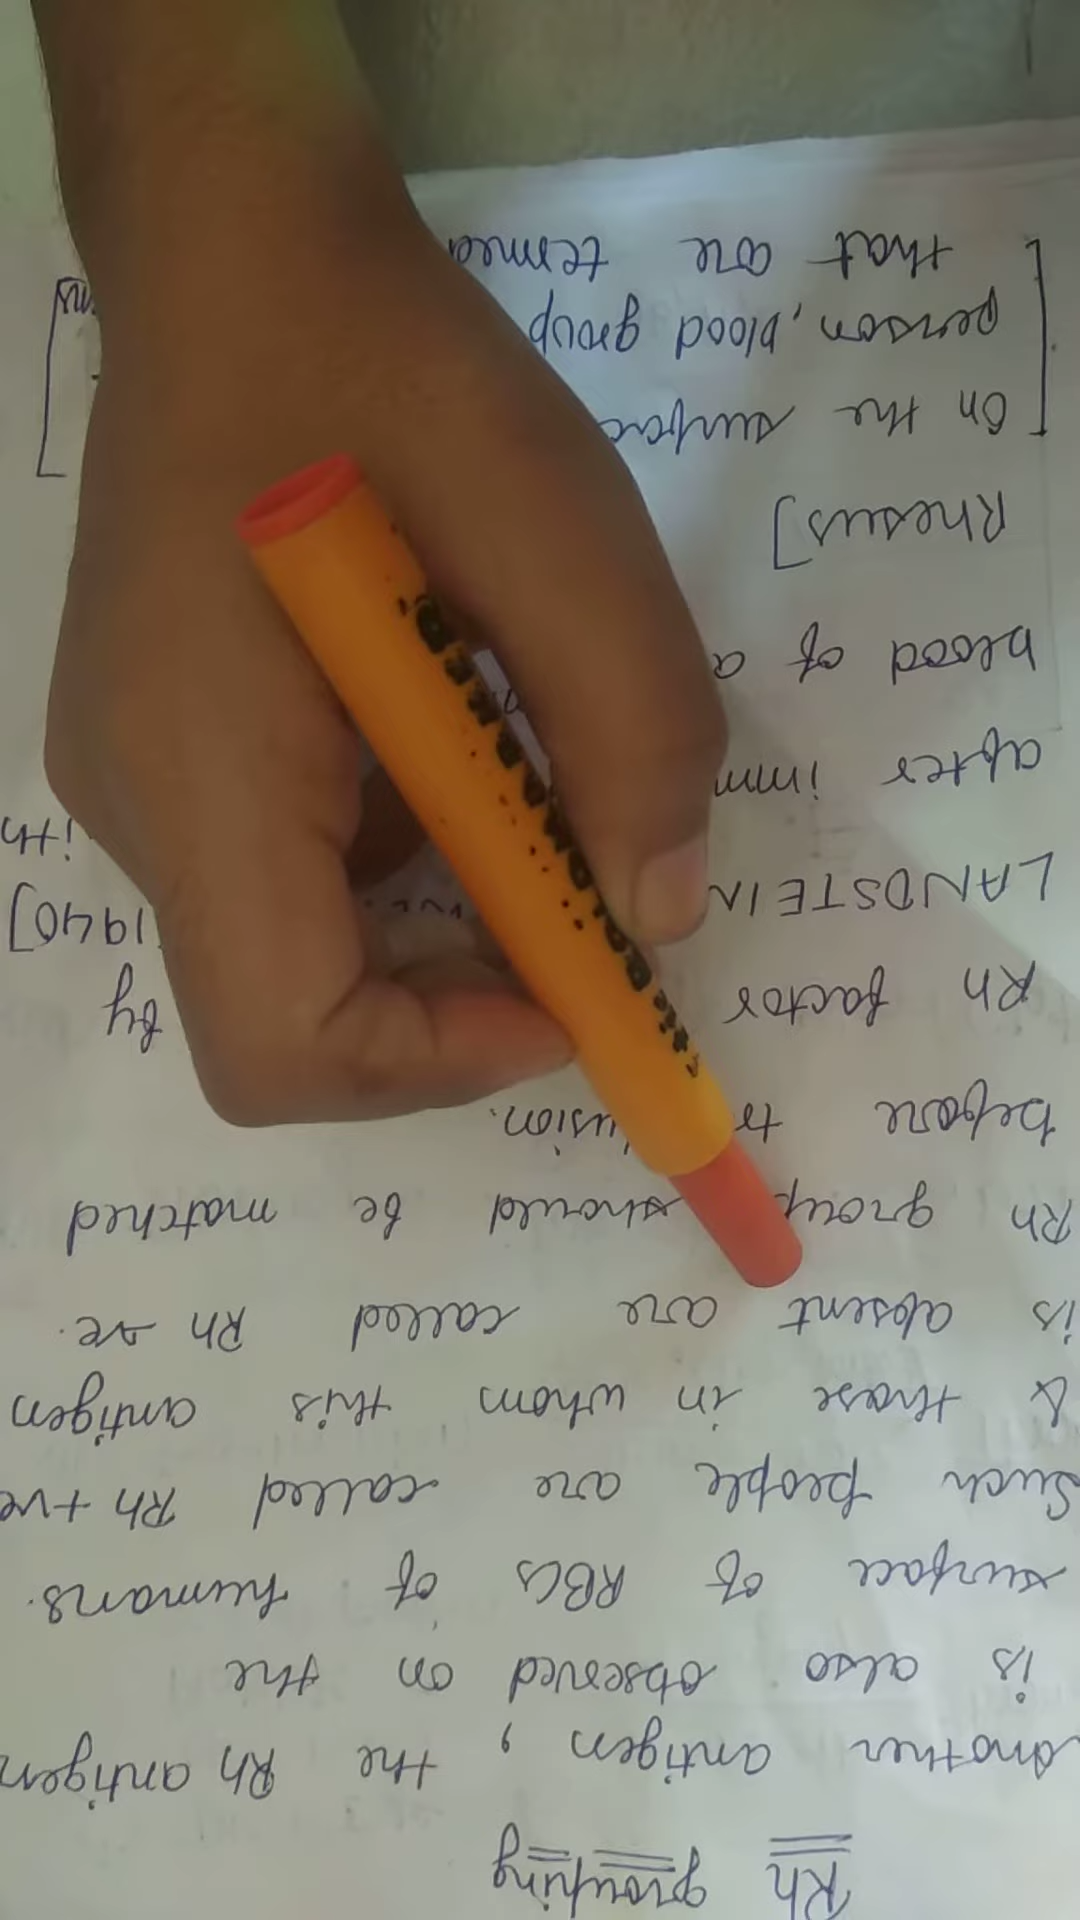 Rh grouping
Another antigen, the Rh antigen
is also observed on the
surface of RBCs of humans.
Such people are called Rh +ve
& those in whom this antigen
is absent are called Rh -ve.
Rh group should be matched
before
Rh factor by
1940]
after
blood of a
Rhesus]
On the
person, blood group
that are termed